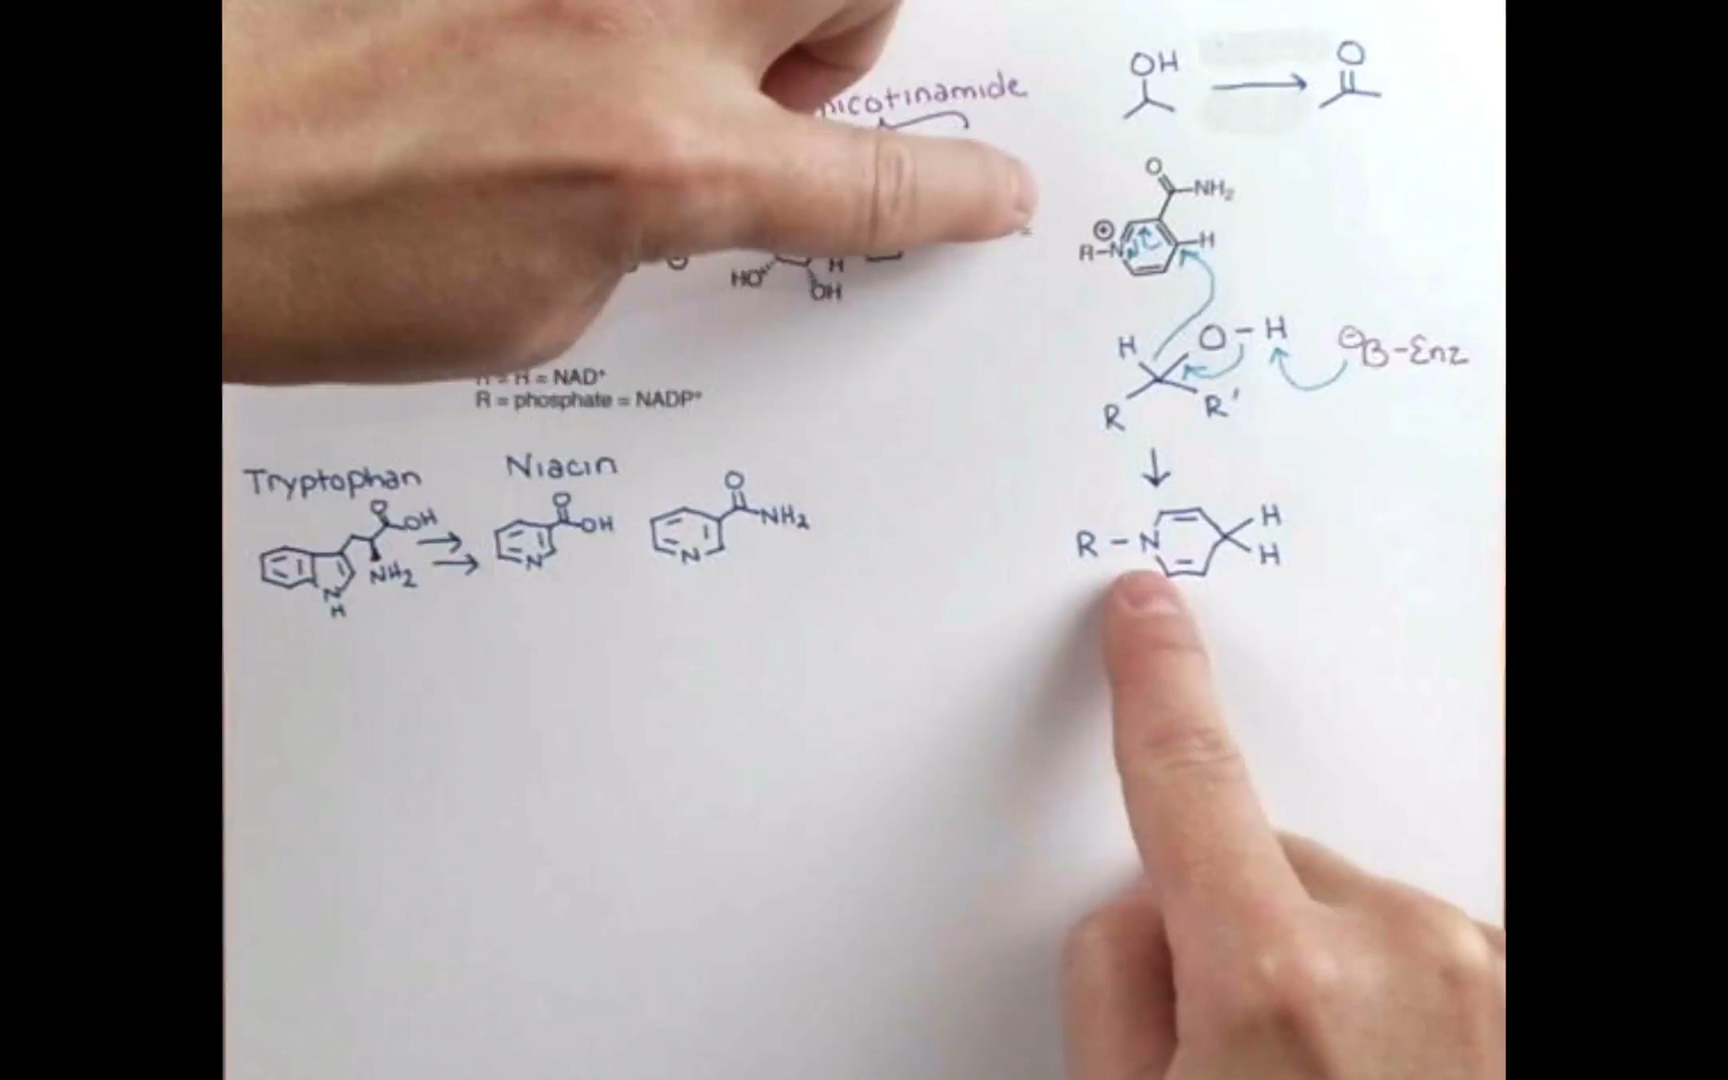 nicotinamide
OH
O
O
NH₂
⊕
R-N
H
HO
H
OH
H
O-H
⊖B-Enz
R
R'
= H = NAD⁺
R = phosphate = NADP⁺
Tryptophan
Niacin
O
OH
NH₂
N
H
O
OH
N
O
NH₂
N
R-N
H
H